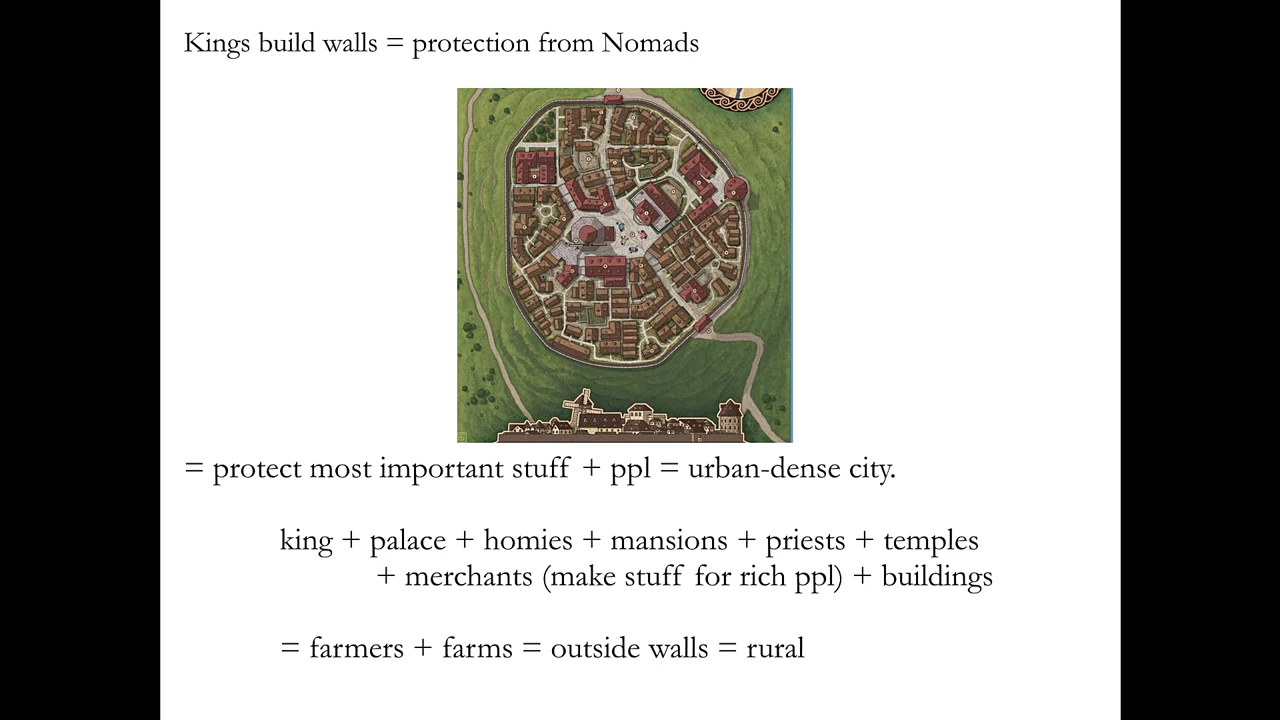 Kings build walls = protection from Nomads
= protect most important stuff + ppl = urban-dense city.
king + palace + homies + mansions + priests + temples
+ merchants (make stuff for rich ppl) + buildings
= farmers + farms = outside walls = rural